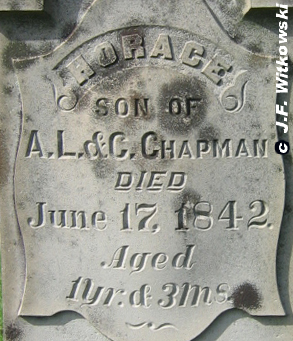 HORACE
SON OF
A.L.&C. CHAPMAN
DIED
June 17, 1842.
Aged
1yr. & 3ms.
© J.F. Witkowski